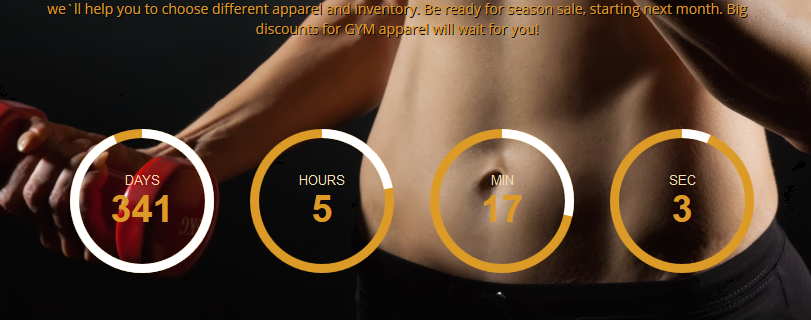 we`ll help you to choose different apparel and inventory. Be ready for season sale, starting next month. Big
discounts for GYM apparel will wait for you!
DAYS HOURS MIN SEC
341 5 17 3